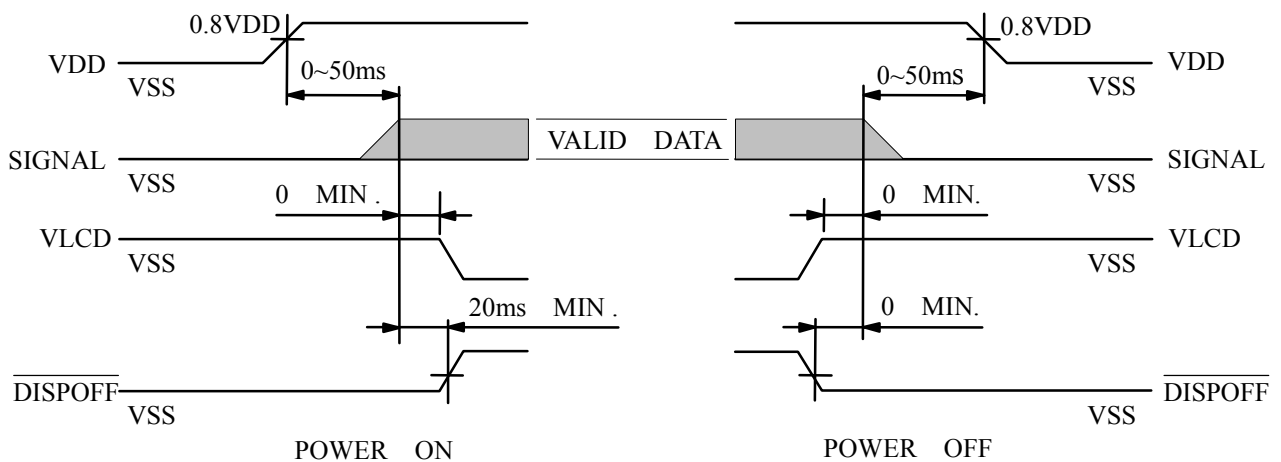 0.8VDD 0.8VDD
VDD VDD
VSS 0~50ms 0~50mS VSS
VALID DATA
SIGNAL SIGNAL
VSS VSS
0 MIN . 0 MIN.
VLCD VLCD
VSS VSS
20ms MIN . 0 MIN.
DISPOFF DISPOFF
VSS VSS
POWER ON POWER OFF